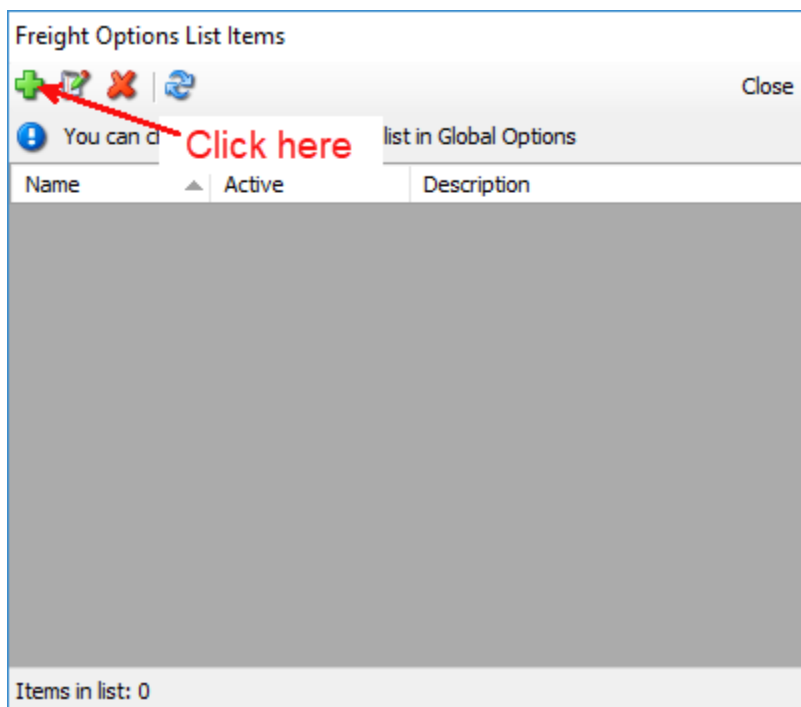 Freight Options List Items
Close
You can list in Global Options
Click here
Name Active Description
Items in list: 0